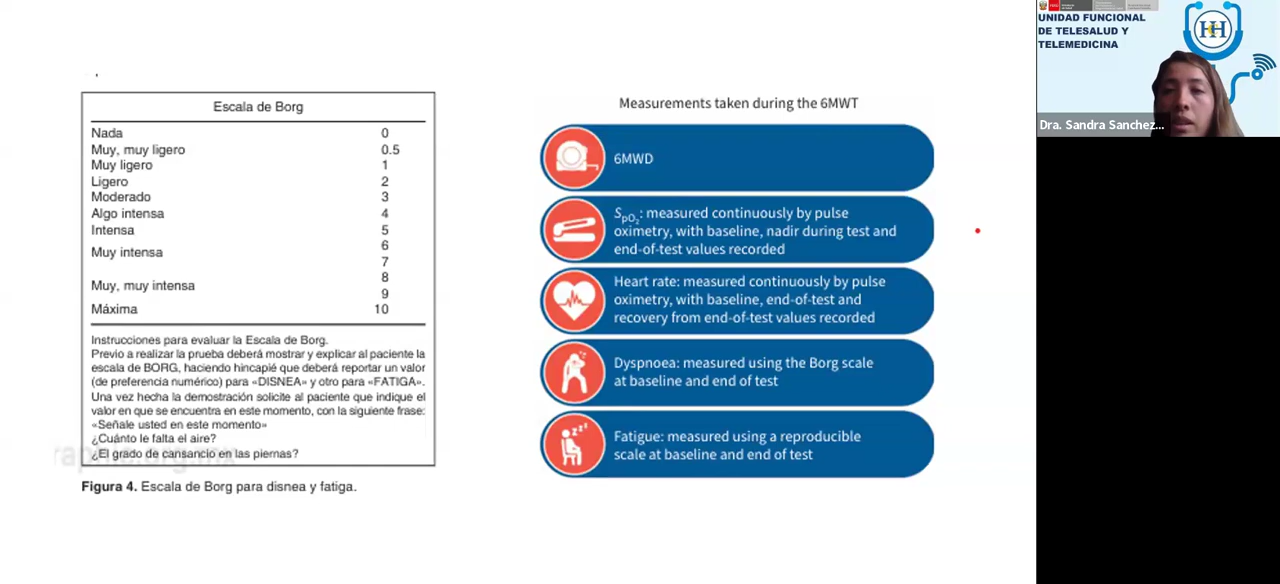 Escala de Borg
Nada 0
Muy, muy ligero 0.5
Muy ligero 1
Ligero 2
Moderado 3
Algo intensa 4
Intensa 5
Muy intensa 6
7
Muy, muy intensa 8
9
Máxima 10
Instrucciones para evaluar la Escala de Borg.
Previo a realizar la prueba deberá mostrar y explicar al paciente la
escala de BORG, haciendo hincapié que deberá reportar un valor
(de preferencia numérico) para «DISNEA» y otro para «FATIGA».
Una vez hecha la demostración solicite al paciente que indique el
valor en que se encuentra en este momento, con la siguiente frase:
«Señale usted en este momento»
¿Cuánto le falta el aire?
¿El grado de cansancio en las piernas?
Figura 4. Escala de Borg para disnea y fatiga.
Measurements taken during the 6MWT
6MWD
SpO2: measured continuously by pulse
oximetry, with baseline, nadir during test and
end-of-test values recorded
Heart rate: measured continuously by pulse
oximetry, with baseline, end-of-test and
recovery from end-of-test values recorded
Dyspnoea: measured using the Borg scale
at baseline and end of test
Fatigue: measured using a reproducible
scale at baseline and end of test
UNIDAD FUNCIONAL
DE TELESALUD Y
TELEMEDICINA
Dra. Sandra Sanchez...